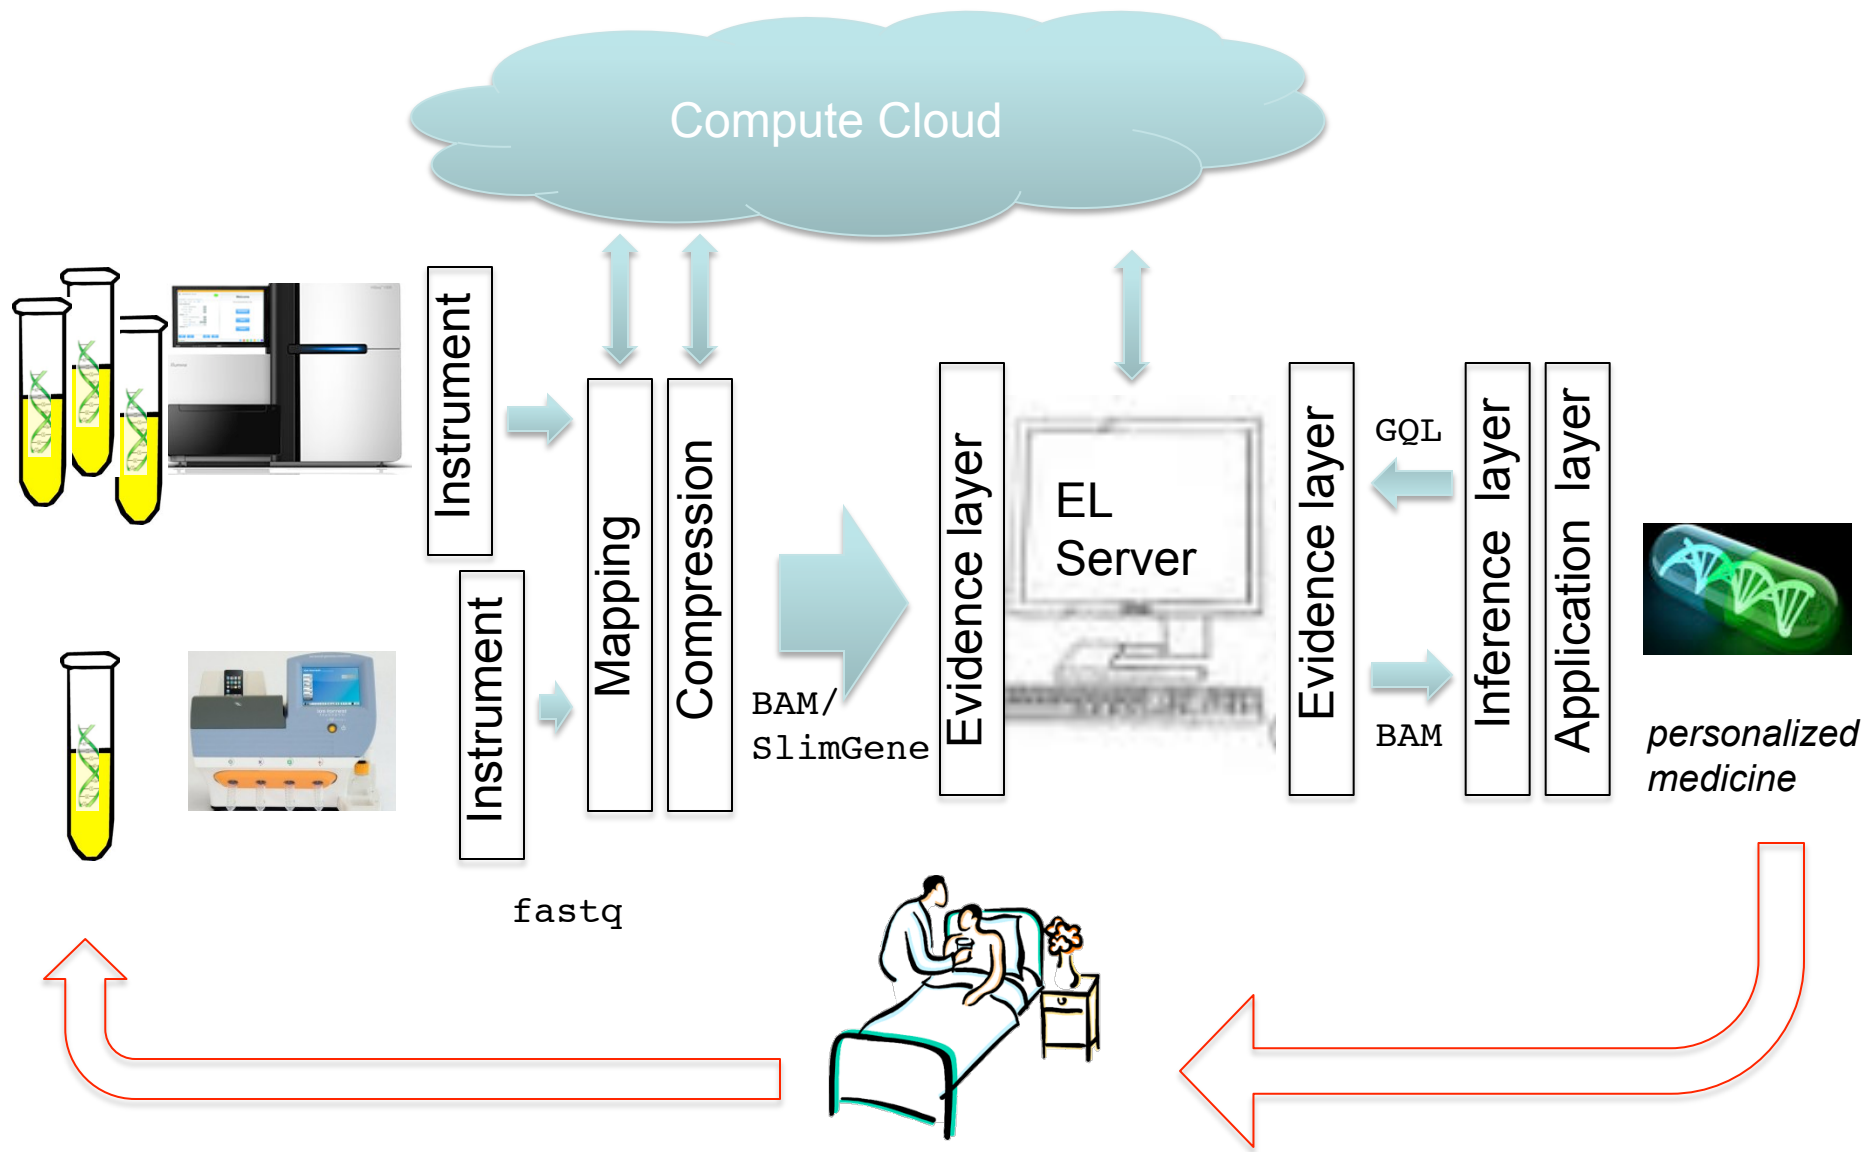 Compute Cloud
Instrument
Instrument
fastq
Mapping
Compression
BAM/
SlimGene
Evidence layer
EL
Server
Evidence layer
GQL
BAM
Inference layer
Application layer
personalized
medicine